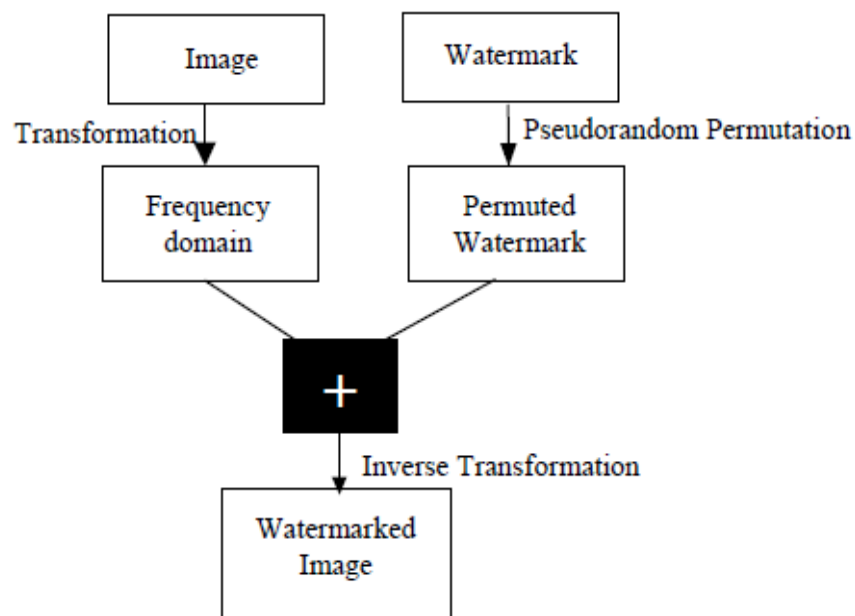 Image
Watermark
Transformation
Pseudorandom Permutation
Frequency
domain
Permuted
Watermark
+
Inverse Transformation
Watermarked
Image